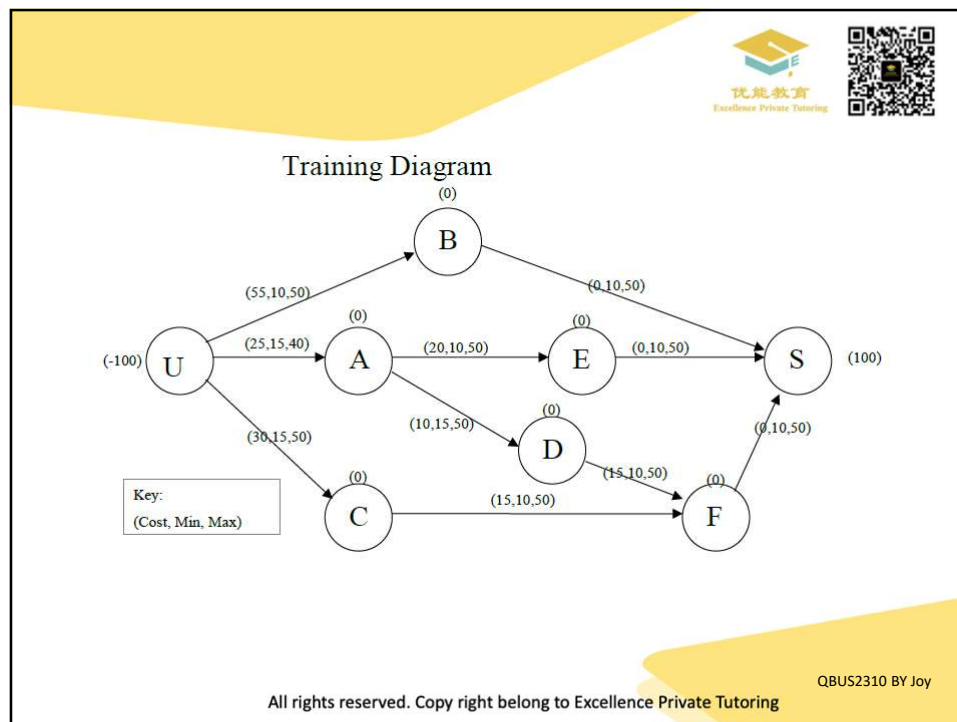 优能教育
Excellence Private Tutoring
Training Diagram
(0)
B
(55,10,50)
(0,10,50)
(0)
(0)
(-100)
U
(25,15,40)
A
(20,10,50)
E
(0,10,50)
S
(100)
(30,15,50)
(10,15,50)
(0)
D
(0,10,50)
(15,10,50)
Key:
(Cost, Min, Max)
(0)
C
(15,10,50)
(0)
F
QBUS2310 BY Joy
All rights reserved. Copy right belong to Excellence Private Tutoring